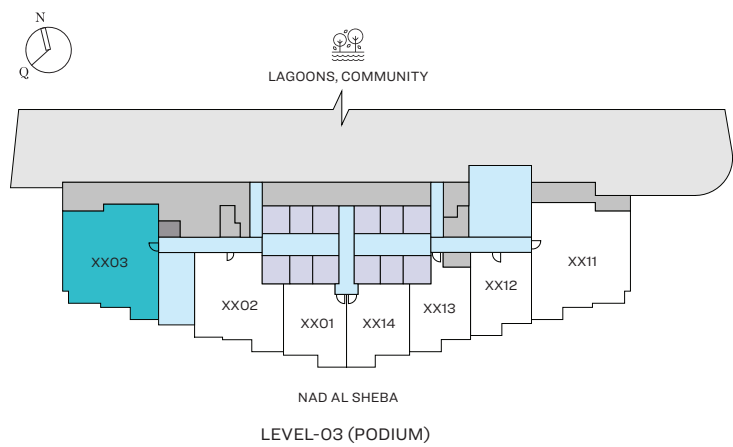 N
Q
LAGOONS, COMMUNITY
XX03
XX02
XX01
XX14
XX13
XX12
XX11
NAD AL SHEBA
LEVEL-03 (PODIUM)